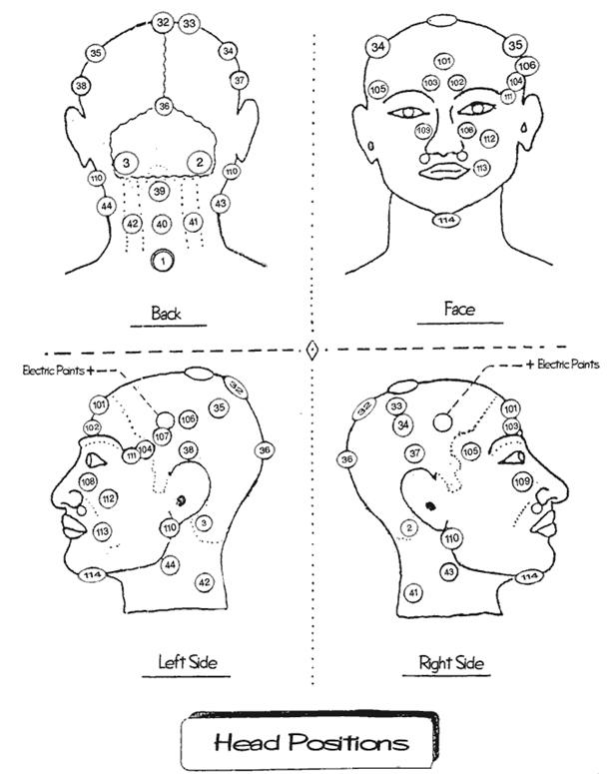 32 33
35 34
38 37
36
3 2
110 110
39
44 43
42 40 41
1
Back
34 35
101 106
105 103 102 104
111
109 108 112
113
114
Face
Electric Points +
32
101 106 35
102 107
111 104 38 36
108
112
113 110 3
44
114 42
Left Side
+ Electric Points
32 33 101
34 103
36 37 105
109
2
110
43
114
41
Right Side
Head Positions